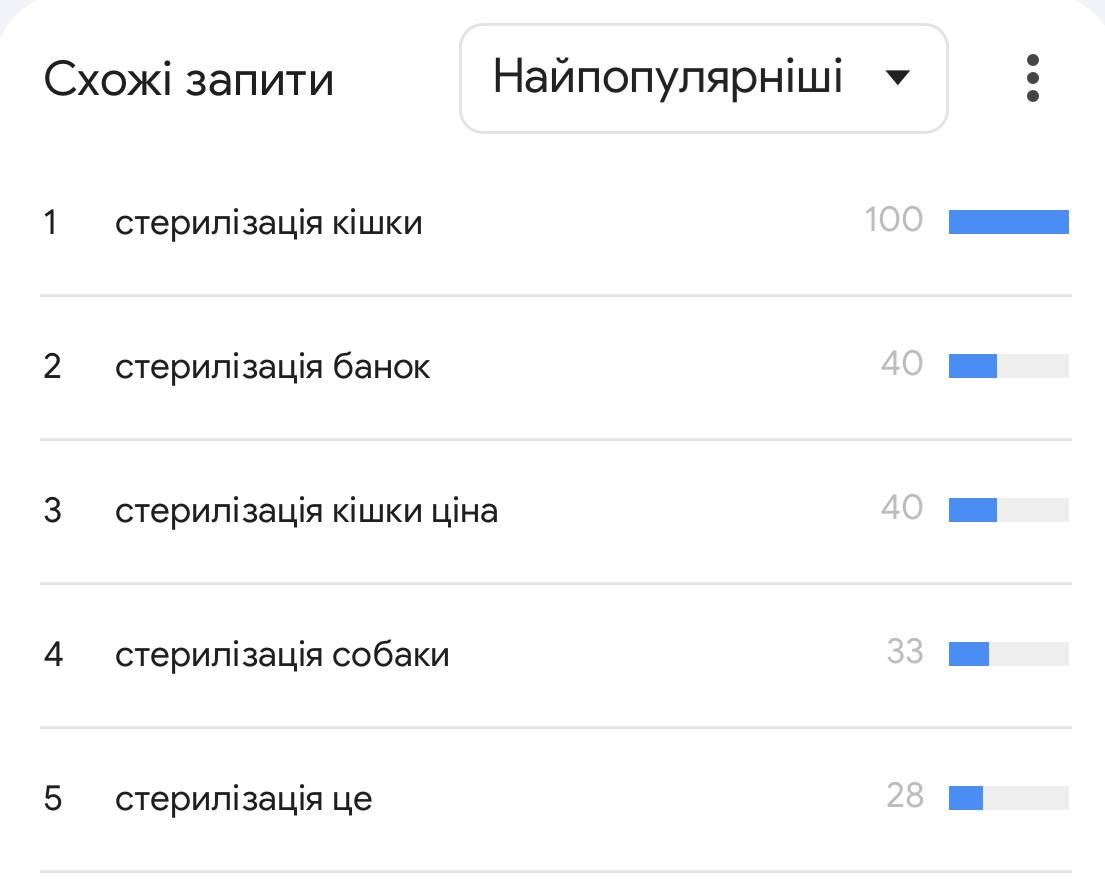 Схожі запити
Найпопулярніші
1 стерилізація кішки 100
2 стерилізація банок 40
3 стерилізація кішки ціна 40
4 стерилізація собаки 33
5 стерилізація це 28